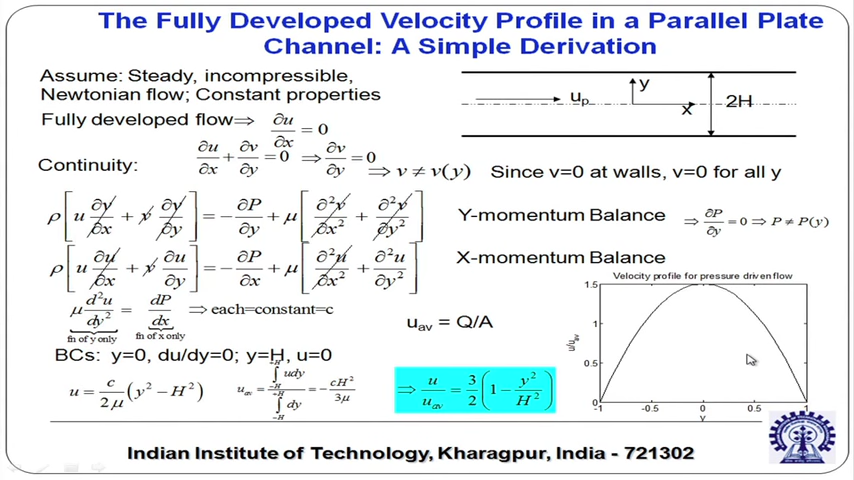 The Fully Developed Velocity Profile in a Parallel Plate
Channel: A Simple Derivation
Assume: Steady, incompressible,
Newtonian flow; Constant properties
Fully developed flow⇒ ∂u/∂x = 0
Continuity: ∂u/∂x + ∂v/∂y = 0 ⇒ ∂v/∂y = 0 ⇒ v ≠ v(y) Since v=0 at walls, v=0 for all y
u_p
y
x
2H
ρ[u ∂v/∂x + v ∂v/∂y] = -∂P/∂y + μ[∂²v/∂x² + ∂²v/∂y²] Y-momentum Balance ⇒ ∂P/∂y = 0 ⇒ P ≠ P(y)
ρ[u ∂u/∂x + v ∂u/∂y] = -∂P/∂x + μ[∂²u/∂x² + ∂²u/∂y²] X-momentum Balance
μ d²u/dy² = dP/dx ⇒ each=constant=c
fn of y only fn of x only
u_av = Q/A
BCs: y=0, du/dy=0; y=H, u=0
u = c/2μ (y² - H²)
u_av = ∫_{-H}^{H} udy / ∫_{-H}^{H} dy = -cH²/3μ
⇒ u/u_av = 3/2 (1 - y²/H²)
Velocity profile for pressure driven flow
u/u_av
1.5
1
0.5
0
-1 -0.5 0 0.5 1
y
Indian Institute of Technology, Kharagpur, India - 721302